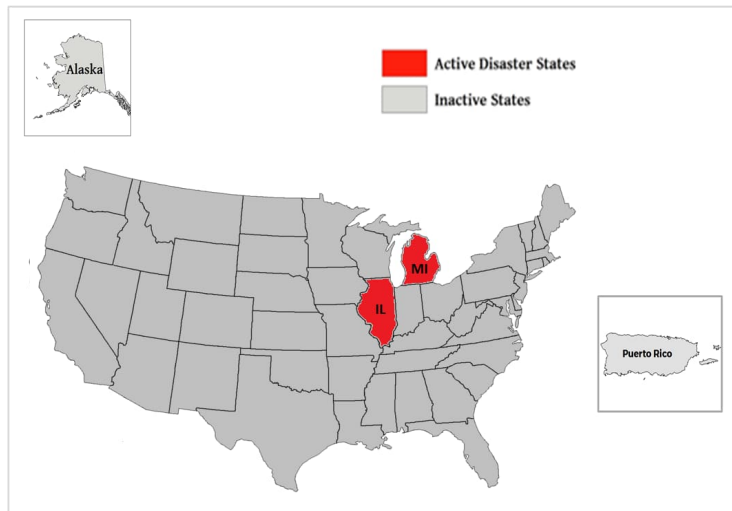 Alaska
Active Disaster States
Inactive States
MI
IL
Puerto Rico